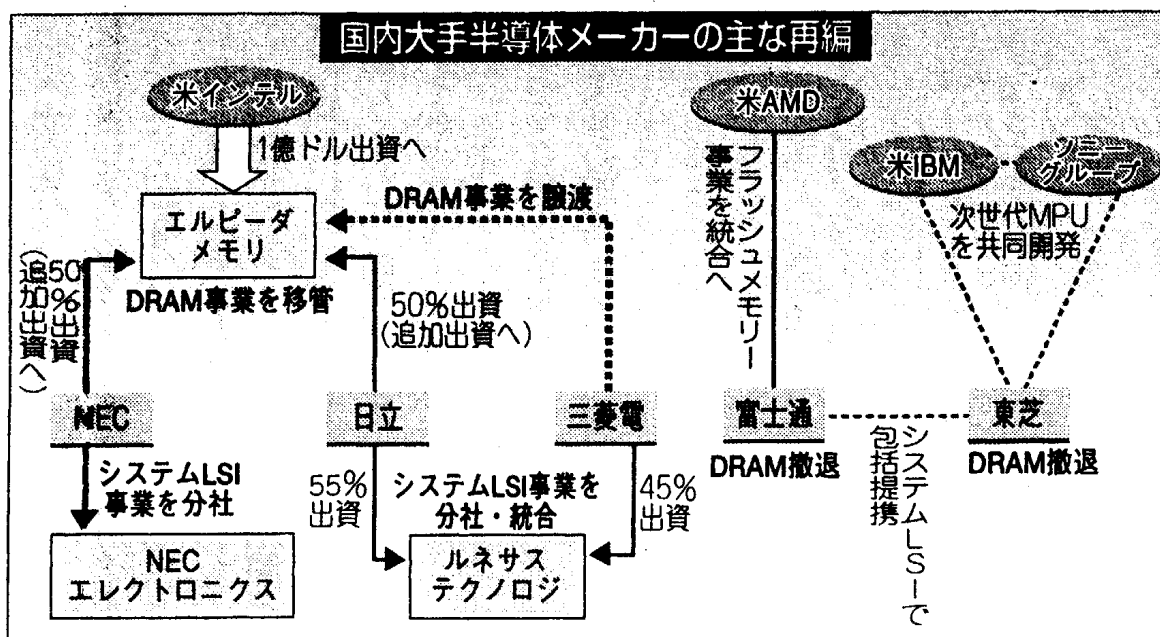 国内大手半導体メーカーの主な再編
米インテル
1億ドル出資へ
エルピーダ
メモリ
DRAM事業を移管
DRAM事業を譲渡
50%出資
(追加出資へ)
50%出資
(追加出資へ)
NEC
日立
三菱電
システムLSI
事業を分社
55%
出資
システムLSI事業を
分社・統合
45%
出資
NEC
エレクトロニクス
ルネサス
テクノロジ
米AMD
フラッシュメモリー
事業を統合へ
米IBM
ソニー
グループ
次世代MPU
を共同開発
富士通
DRAM撤退
東芝
DRAM撤退
システムLSIで
包括提携